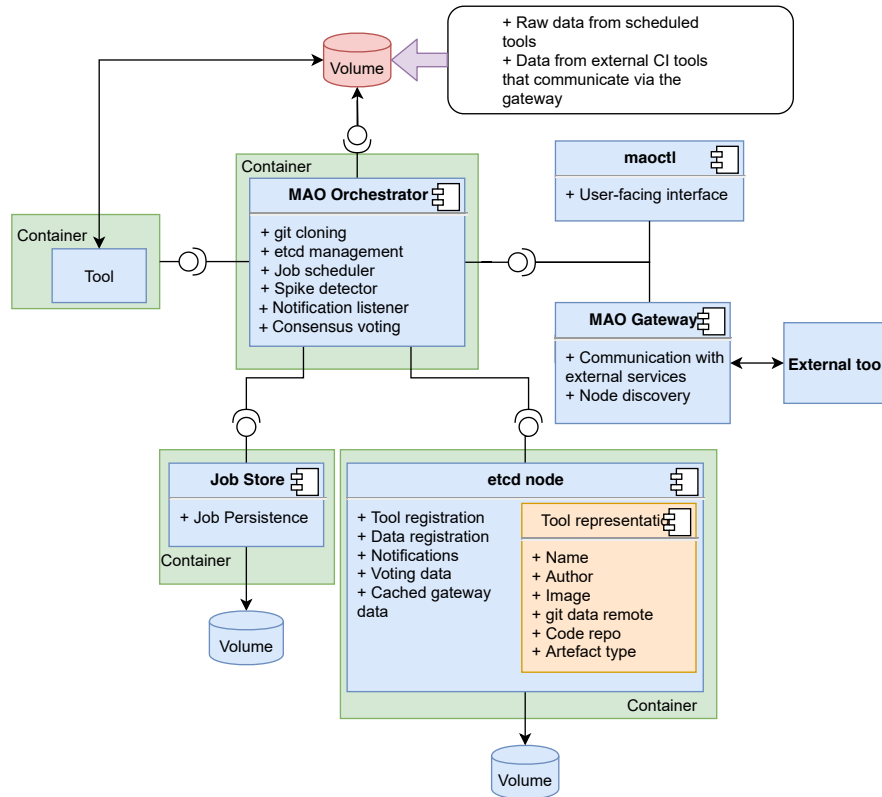 + Raw data from scheduled
tools
+ Data from external CI tools
that communicate via the
gateway
Volume
Container
MAO Orchestrator
+ git cloning
+ etcd management
+ Job scheduler
+ Spike detector
+ Notification listener
+ Consensus voting
maoctl
+ User-facing interface
Container
Tool
MAO Gateway
+ Communication with
external services
+ Node discovery
External tool
Job Store
+ Job Persistence
Container
Volume
etcd node
+ Tool registration
+ Data registration
+ Notifications
+ Voting data
+ Cached gateway
data
Tool representation
+ Name
+ Author
+ Image
+ git data remote
+ Code repo
+ Artefact type
Container
Volume